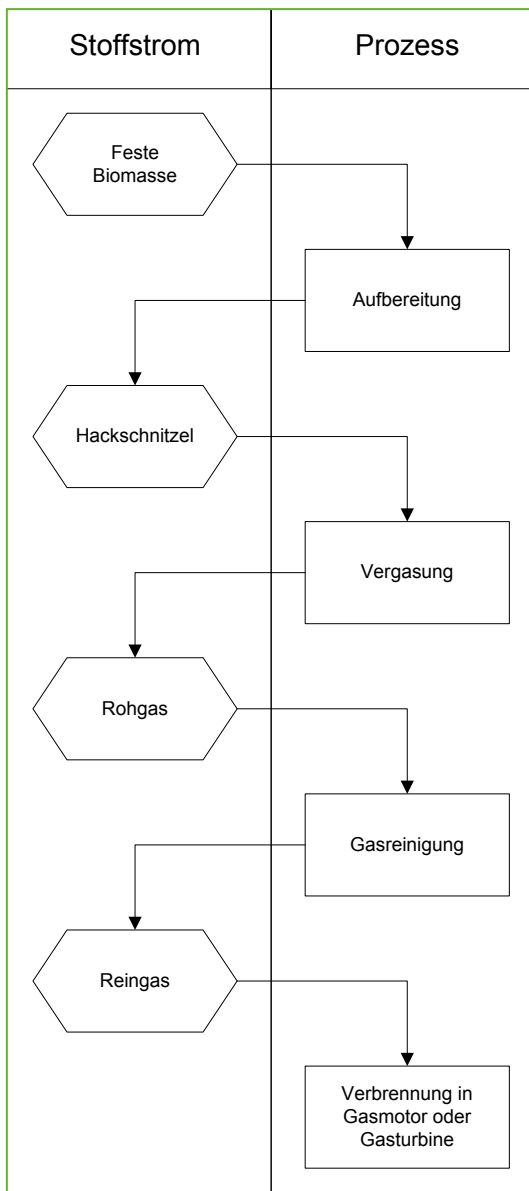 Stoffstrom
Prozess
Feste
Biomasse
Aufbereitung
Hackschnitzel
Vergasung
Rohgas
Gasreinigung
Reingas
Verbrennung in
Gasmotor oder
Gasturbine